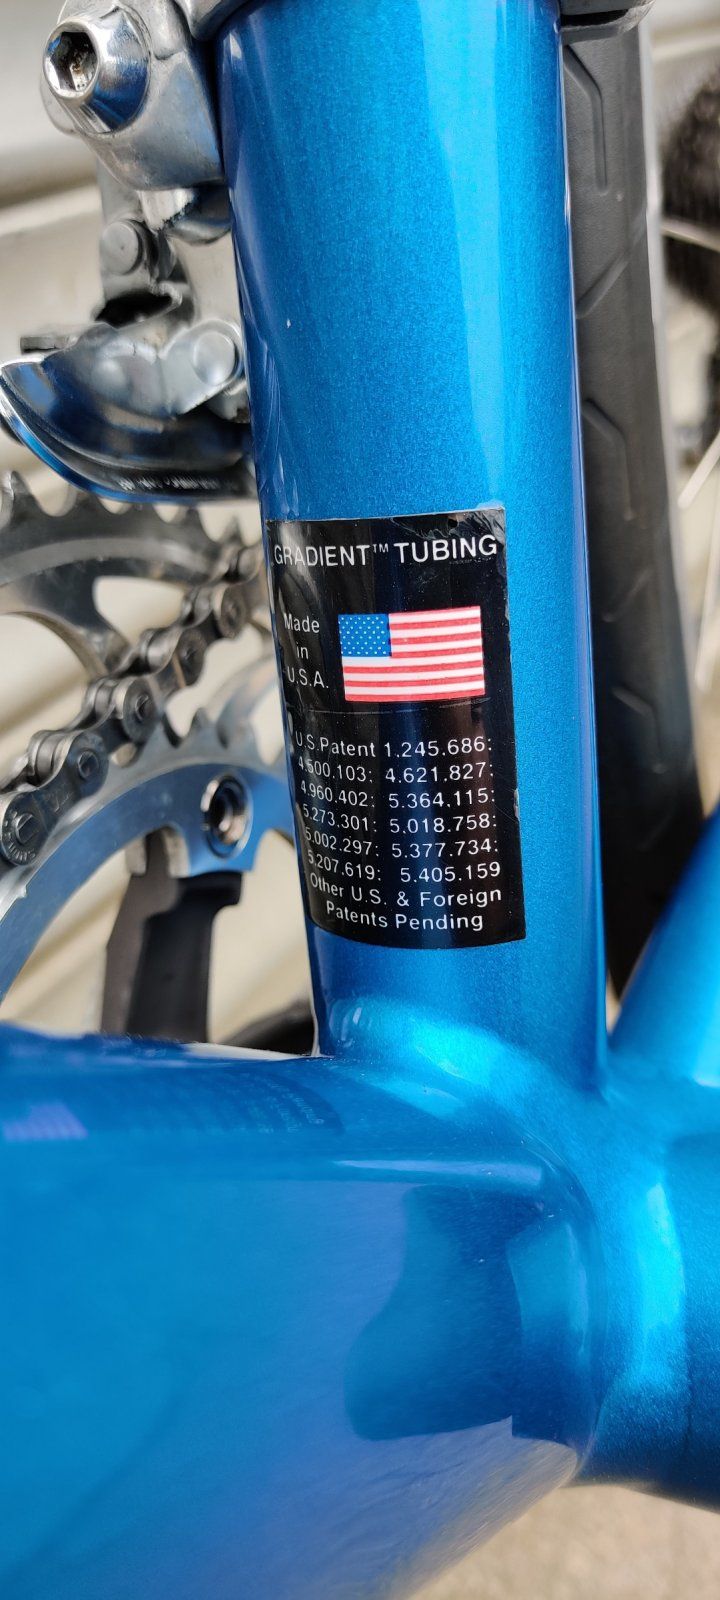 GRADIENT™ TUBING
Made
in
U.S.A.
U.S.Patent 1.245.686:
4.500.103: 4.621.827:
4.960.402: 5.364.115:
5.273.301: 5.018.758:
5.002.297: 5.377.734:
5.207.619: 5.405.159
Other U.S. & Foreign
Patents Pending